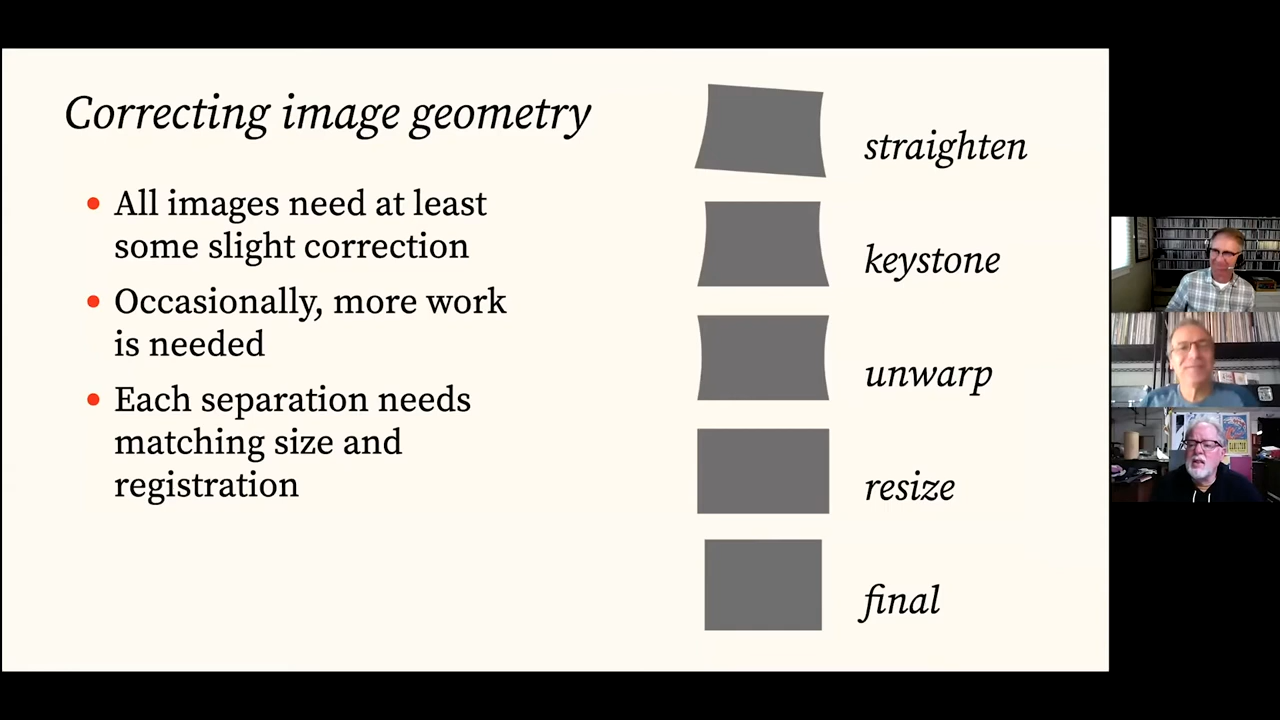 Correcting image geometry
All images need at least
some slight correction
Occasionally, more work
is needed
Each separation needs
matching size and
registration
straighten
keystone
unwarp
resize
final